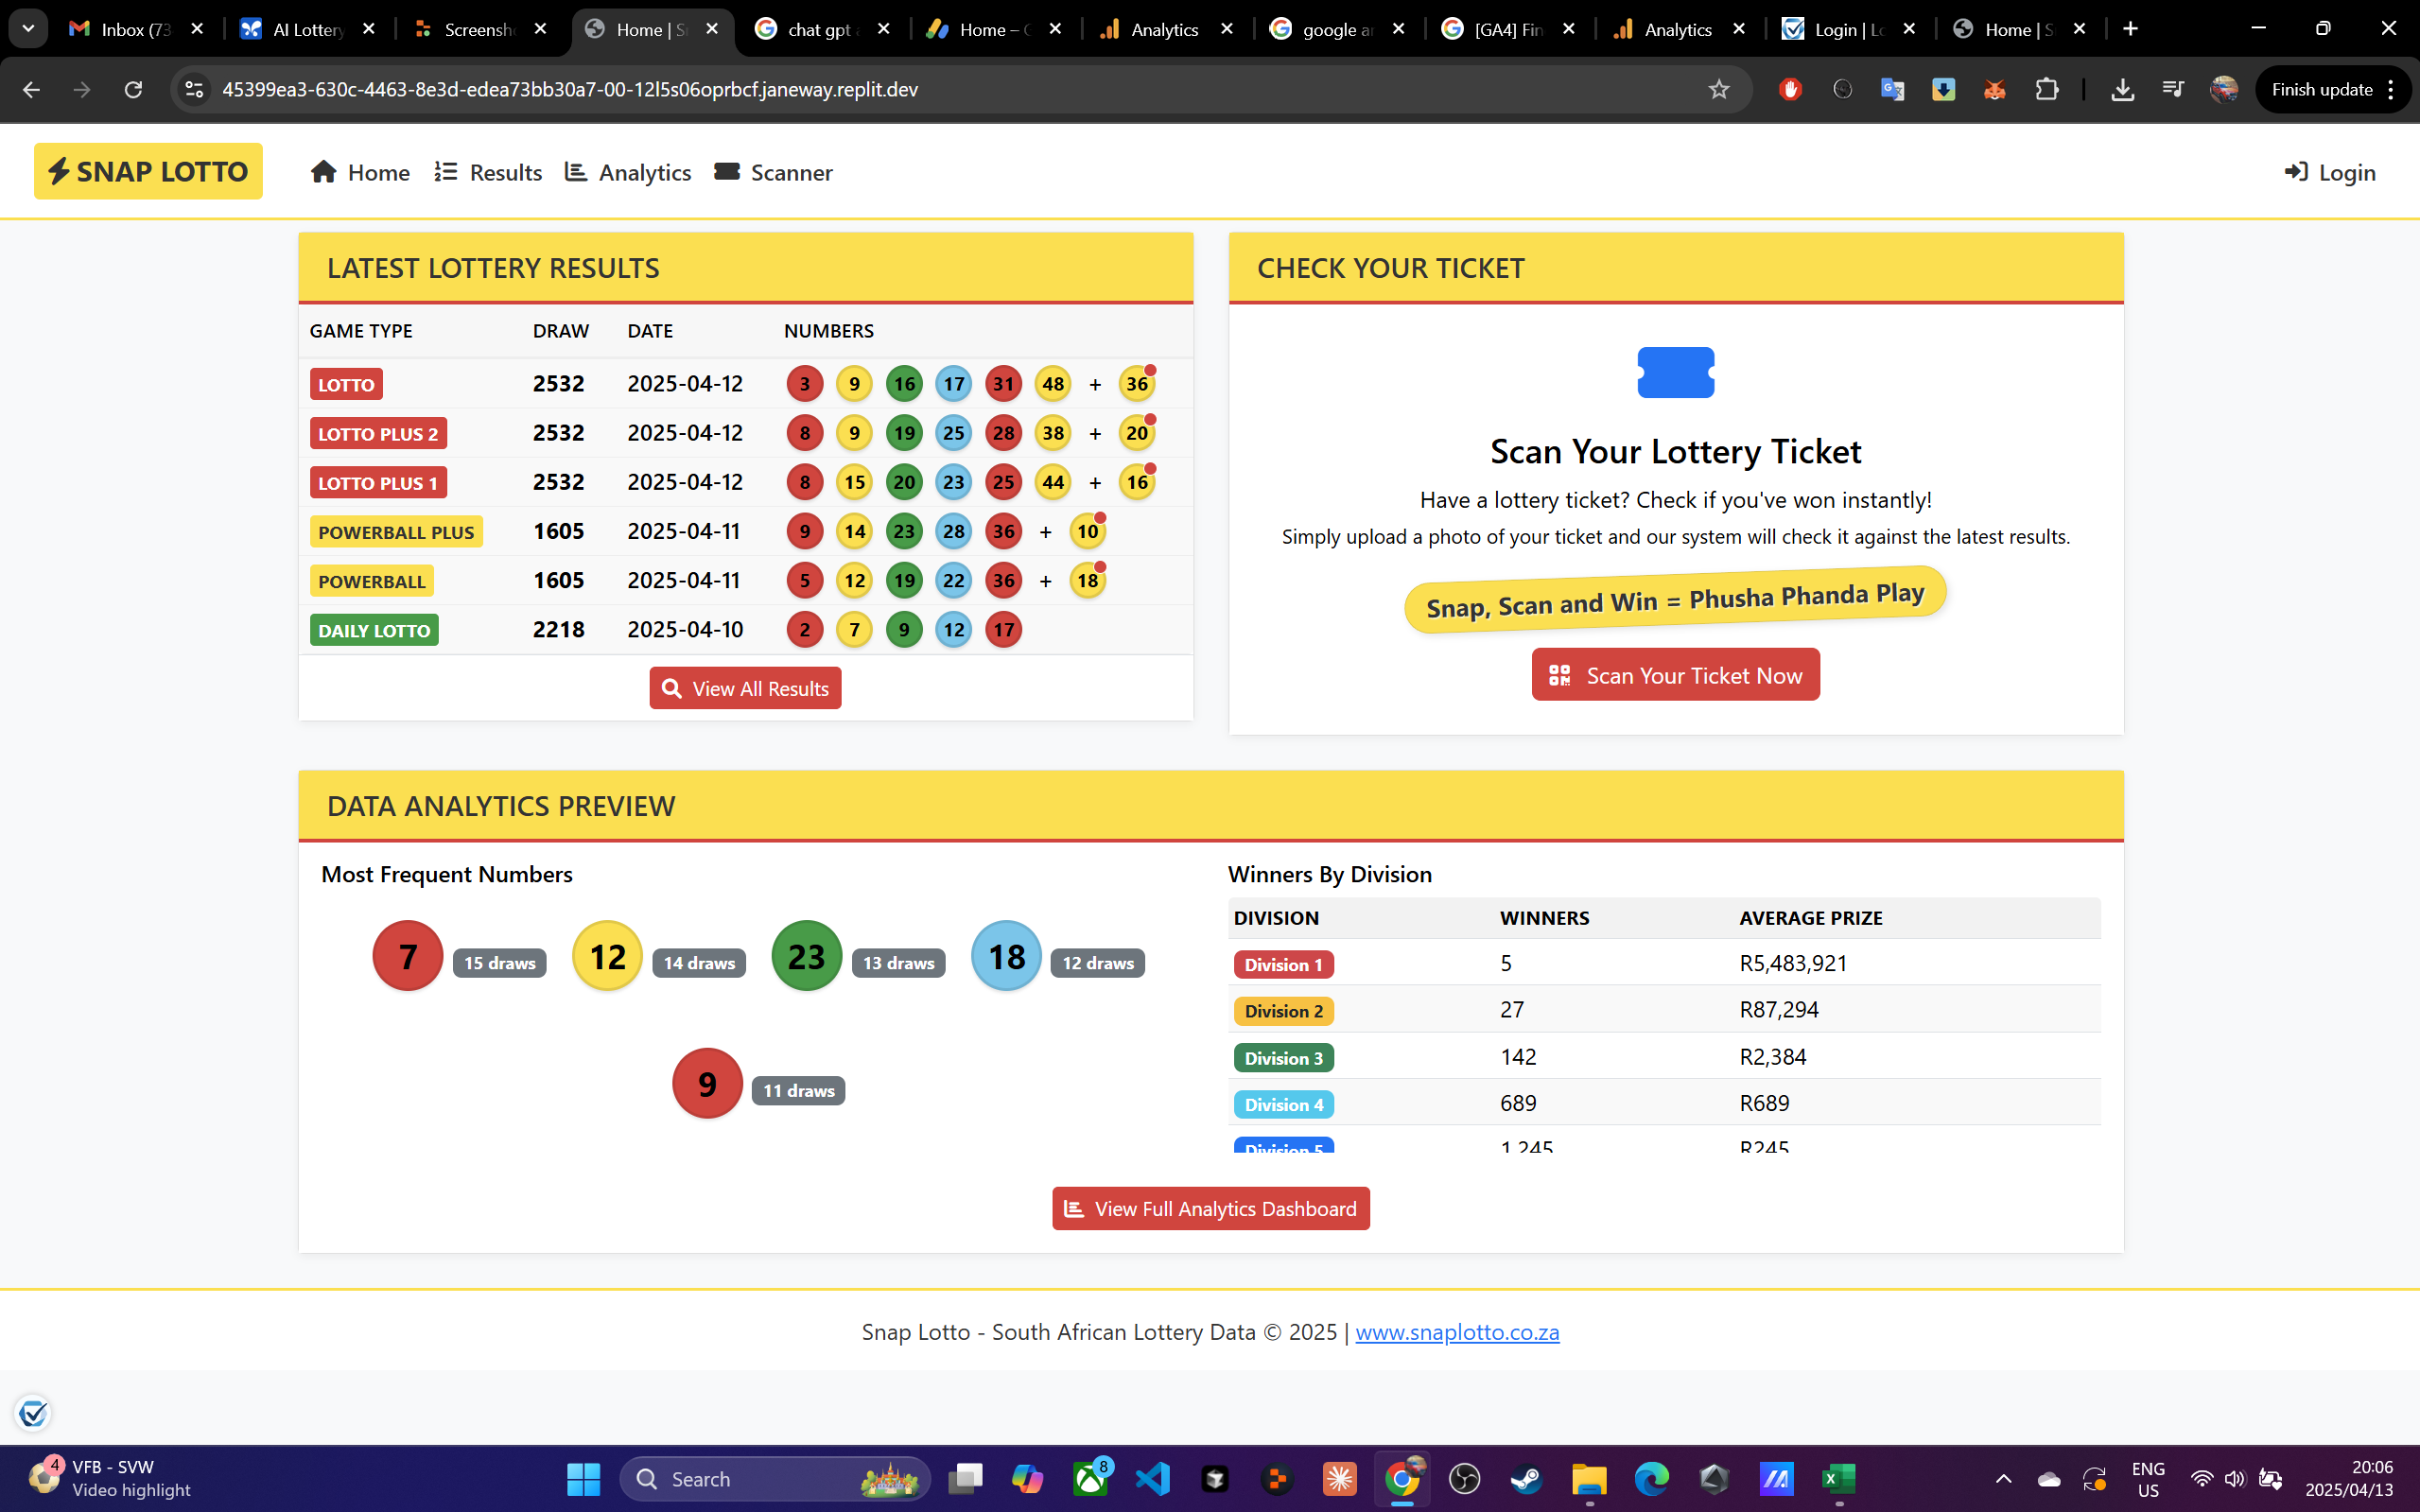 Inbox (73
AI Lottery
Screensh
Home | S
chat gpt
Home – G
Analytics
google a
[GA4] Fin
Analytics
Login | Lo
Home | S
45399ea3-630c-4463-8e3d-edea73bb30a7-00-12l5s06oprbcf.janeway.replit.dev
Finish update
SNAP LOTTO
Home
Results
Analytics
Scanner
Login
LATEST LOTTERY RESULTS
GAME TYPE DRAW DATE NUMBERS
LOTTO 2532 2025-04-12 3 9 16 17 31 48 + 36
LOTTO PLUS 2 2532 2025-04-12 8 9 19 25 28 38 + 20
LOTTO PLUS 1 2532 2025-04-12 8 15 20 23 25 44 + 16
POWERBALL PLUS 1605 2025-04-11 9 14 23 28 36 + 10
POWERBALL 1605 2025-04-11 5 12 19 22 36 + 18
DAILY LOTTO 2218 2025-04-10 2 7 9 12 17
View All Results
CHECK YOUR TICKET
Scan Your Lottery Ticket
Have a lottery ticket? Check if you've won instantly!
Simply upload a photo of your ticket and our system will check it against the latest results.
Snap, Scan and Win = Phusha Phanda Play
Scan Your Ticket Now
DATA ANALYTICS PREVIEW
Most Frequent Numbers
7 15 draws 12 14 draws 23 13 draws 18 12 draws
9 11 draws
Winners By Division
DIVISION WINNERS AVERAGE PRIZE
Division 1 5 R5,483,921
Division 2 27 R87,294
Division 3 142 R2,384
Division 4 689 R689
Division 5 1,245 R245
View Full Analytics Dashboard
Snap Lotto - South African Lottery Data © 2025 | www.snaplotto.co.za
4
VFB - SVW
Video highlight
Search
8
ENG
US
20:06
2025/04/13